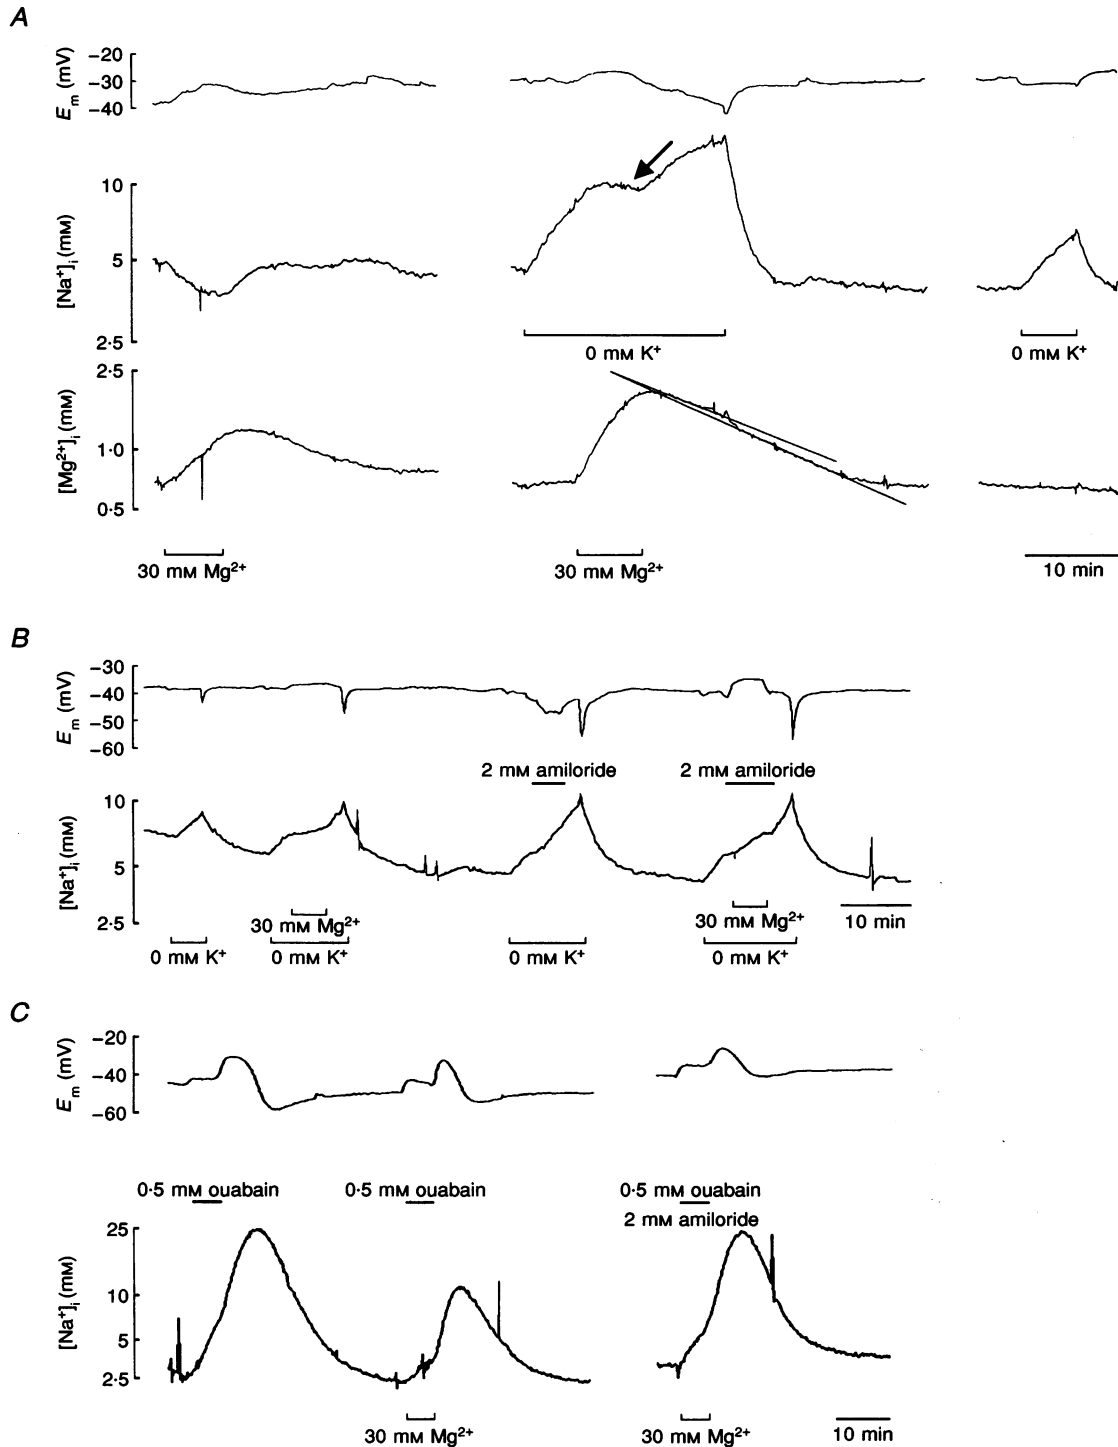 A
E_m (mV)
−20
−30
−40
[Na⁺]ᵢ (mM)
10
5
2·5
0 mM K⁺
0 mM K⁺
[Mg²⁺]ᵢ (mM)
2·5
1·0
0·5
30 mM Mg²⁺
30 mM Mg²⁺
10 min
B
E_m (mV)
−30
−40
−50
−60
2 mM amiloride
2 mM amiloride
[Na⁺]ᵢ (mM)
10
5
2·5
30 mM Mg²⁺
30 mM Mg²⁺
10 min
0 mM K⁺
0 mM K⁺
0 mM K⁺
0 mM K⁺
C
E_m (mV)
−20
−40
−60
0·5 mM ouabain
0·5 mM ouabain
0·5 mM ouabain
2 mM amiloride
[Na⁺]ᵢ (mM)
25
10
5
2·5
30 mM Mg²⁺
30 mM Mg²⁺
10 min